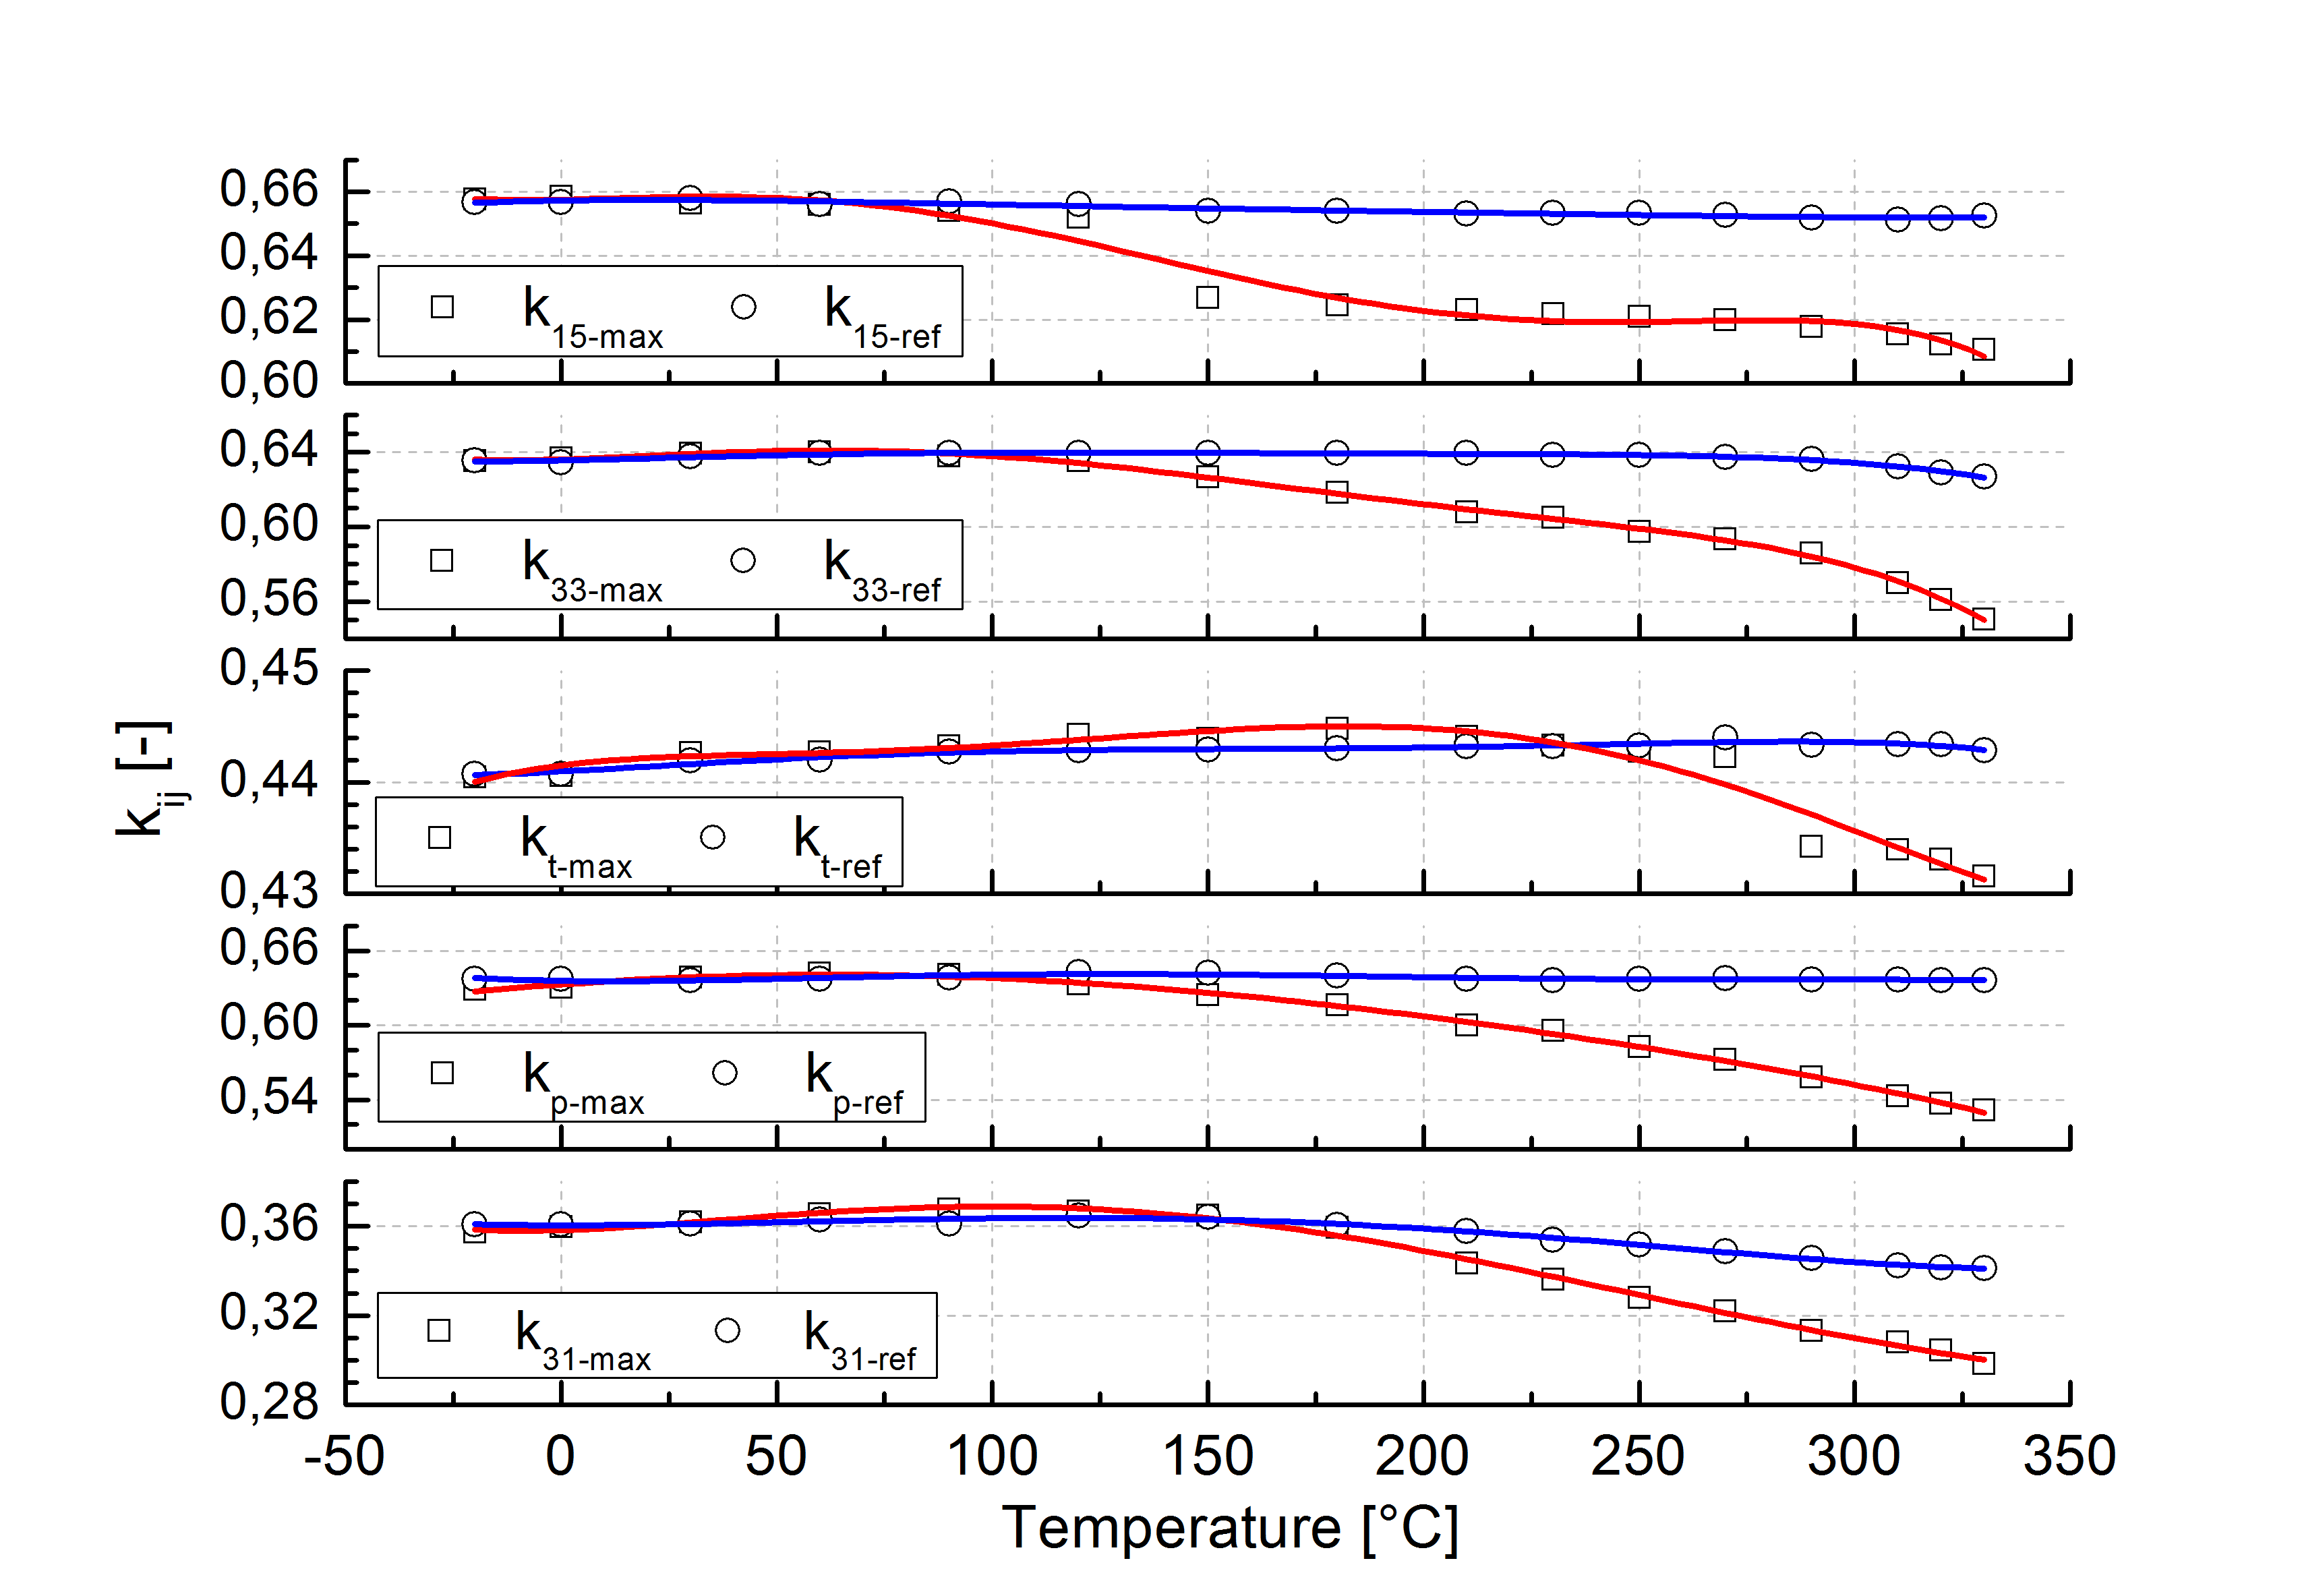 0,66
0,64
0,62
0,60
k15-max k15-ref
0,64
0,60
0,56
k33-max k33-ref
0,45
0,44
0,43
kt-max kt-ref
kij [-]
0,66
0,60
0,54
kp-max kp-ref
0,36
0,32
0,28
k31-max k31-ref
-50 0 50 100 150 200 250 300 350
Temperature [°C]